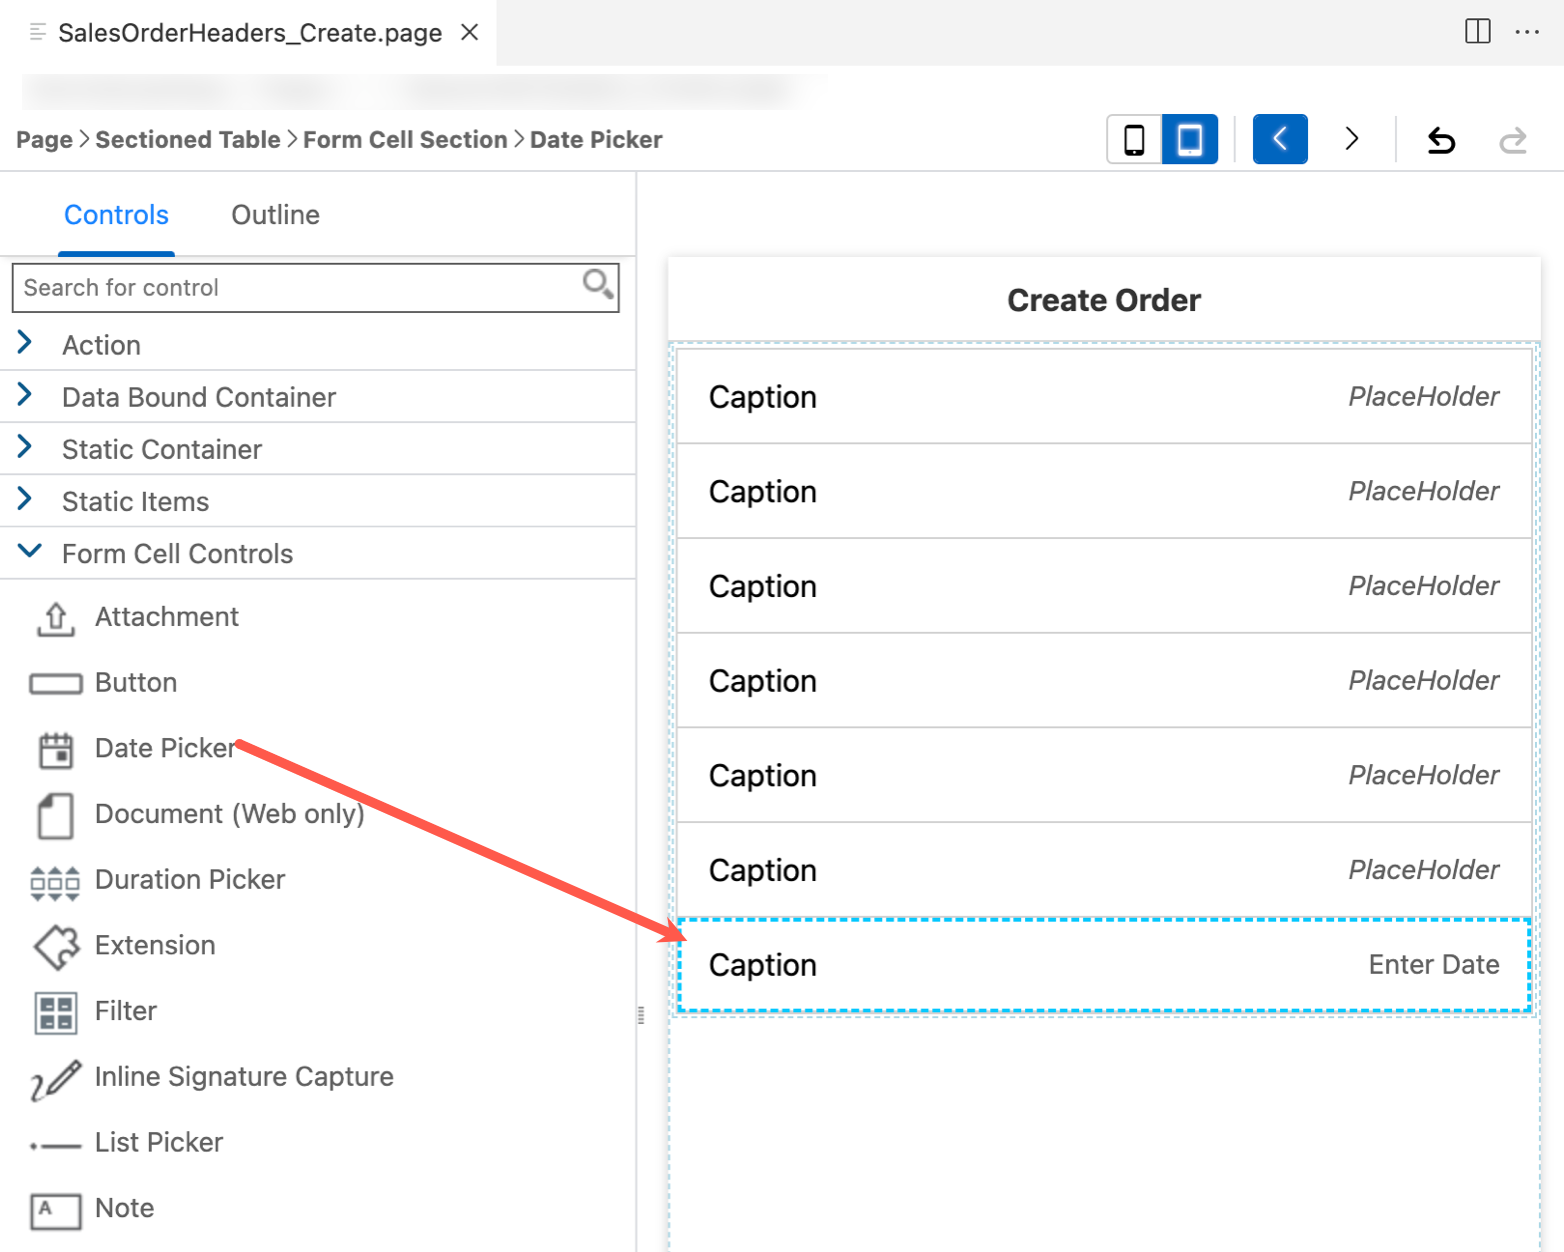 SalesOrderHeaders_Create.page
Page > Sectioned Table > Form Cell Section > Date Picker
Controls
Outline
Search for control
Action
Data Bound Container
Static Container
Static Items
Form Cell Controls
Attachment
Button
Date Picker
Document (Web only)
Duration Picker
Extension
Filter
Inline Signature Capture
List Picker
A
Note
Create Order
Caption PlaceHolder
Caption PlaceHolder
Caption PlaceHolder
Caption PlaceHolder
Caption PlaceHolder
Caption PlaceHolder
Caption Enter Date